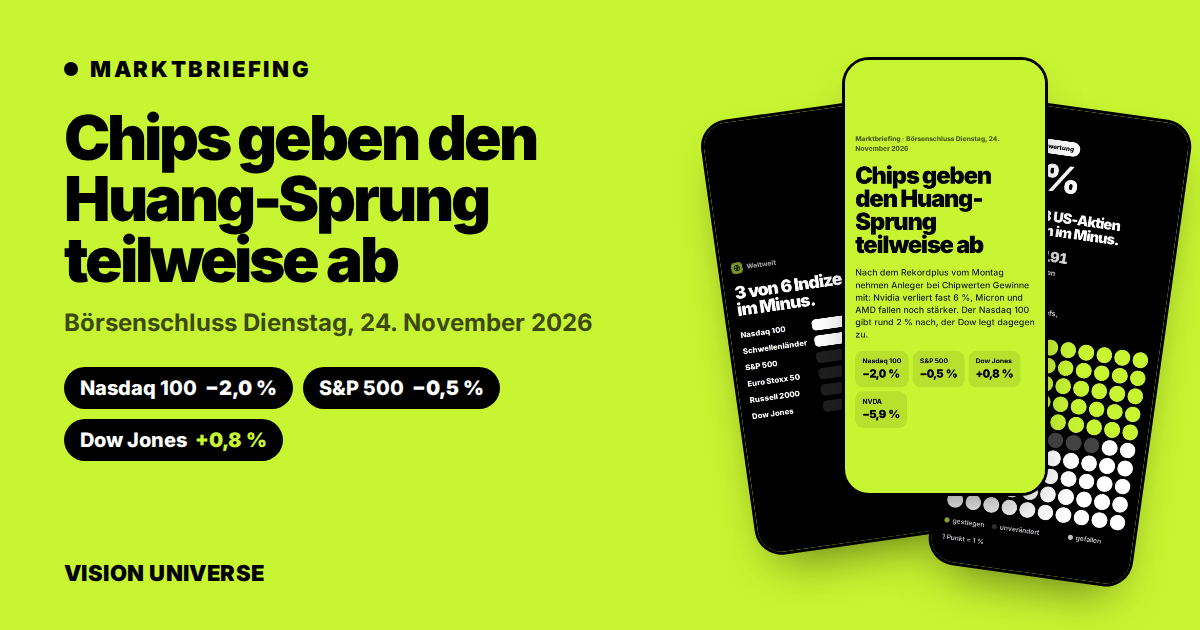 MARKTBRIEFING
Chips geben den
Huang-Sprung
teilweise ab
Börsenschluss Dienstag, 24. November 2026
Nasdaq 100 −2,0 %
S&P 500 −0,5 %
Dow Jones +0,8 %
VISION UNIVERSE
Weltweit
3 von 6 Indize
im Minus.
Nasdaq 100
Schwellenländer
S&P 500
Euro Stoxx 50
Russell 2000
Dow Jones
Marktbriefing · Börsenschluss Dienstag, 24.
November 2026
Chips geben
den Huang-
Sprung
teilweise ab
Nach dem Rekordplus vom Montag
nehmen Anleger bei Chipwerten Gewinne
mit: Nvidia verliert fast 6 %, Micron und
AMD fallen noch stärker. Der Nasdaq 100
gibt rund 2 % nach, der Dow legt dagegen
zu.
Nasdaq 100
−2,0 %
S&P 500
−0,5 %
Dow Jones
+0,8 %
NVDA
−5,9 %
%
US-Aktien
im Minus.
gestiegen
unverändert
gefallen
1 Punkt = 1 %